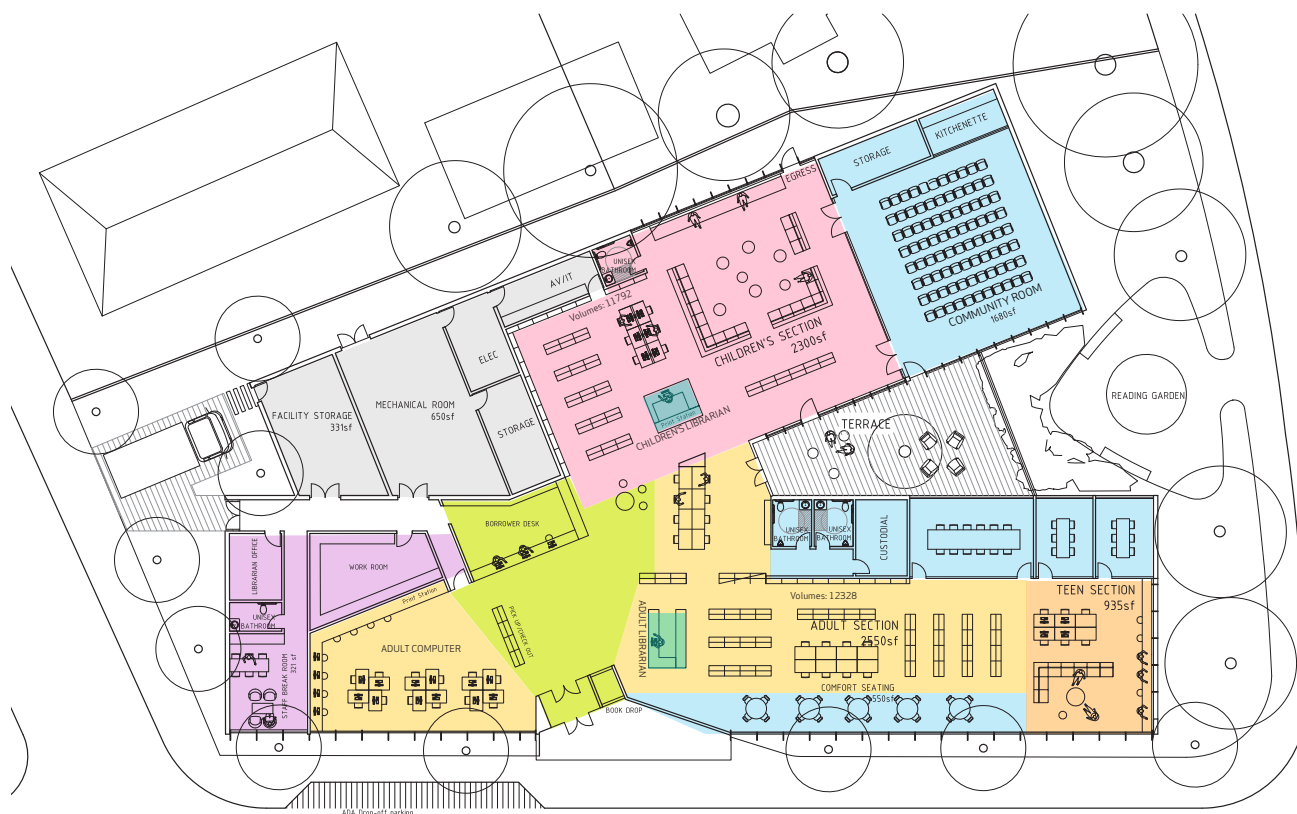 KITCHENETTE
STORAGE
EGRESS
UNISEX
BATHROOM
AV/IT
Volumes: 11792
COMMUNITY ROOM
1680sf
CHILDREN'S SECTION
2300sf
ELEC
MECHANICAL ROOM
650sf
FACILITY STORAGE
331sf
STORAGE
Print Station
CHILDREN'S LIBRARIAN
TERRACE
READING GARDEN
BORROWER DESK
UNISEX
BATHROOM
UNISEX
BATHROOM
CUSTODIAL
LIBRARIAN OFFICE
WORK ROOM
Print Station
UNISEX
BATHROOM
PICK UP/CHECK OUT
ADULT LIBRARIAN
Volumes: 12328
TEEN SECTION
935sf
ADULT SECTION
2550sf
ADULT COMPUTER
STAFF BREAK ROOM
321 sf
COMFORT SEATING
550sf
BOOK DROP
ADA Drop-off parking